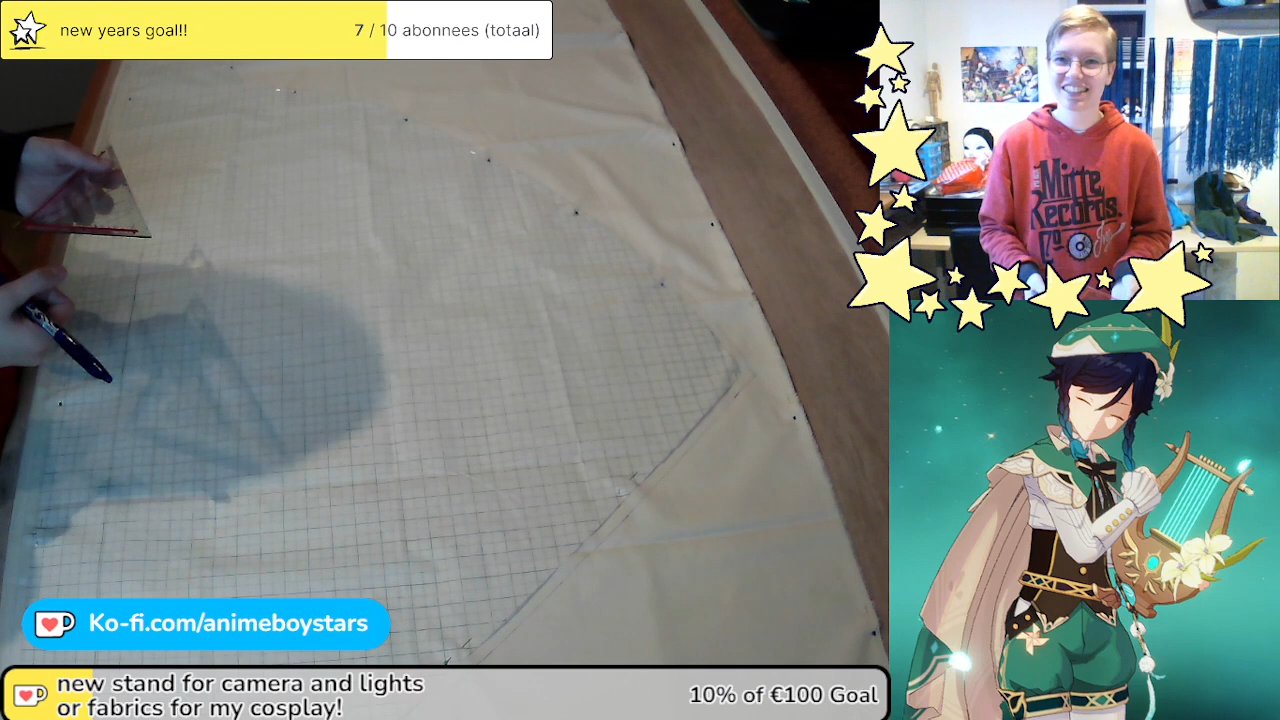 new years goal!!
7 / 10 abonnees (totaal)
Mitte
Records.
Co
Ko-fi.com/animeboystars
new stand for camera and lights
or fabrics for my cosplay!
10% of €100 Goal